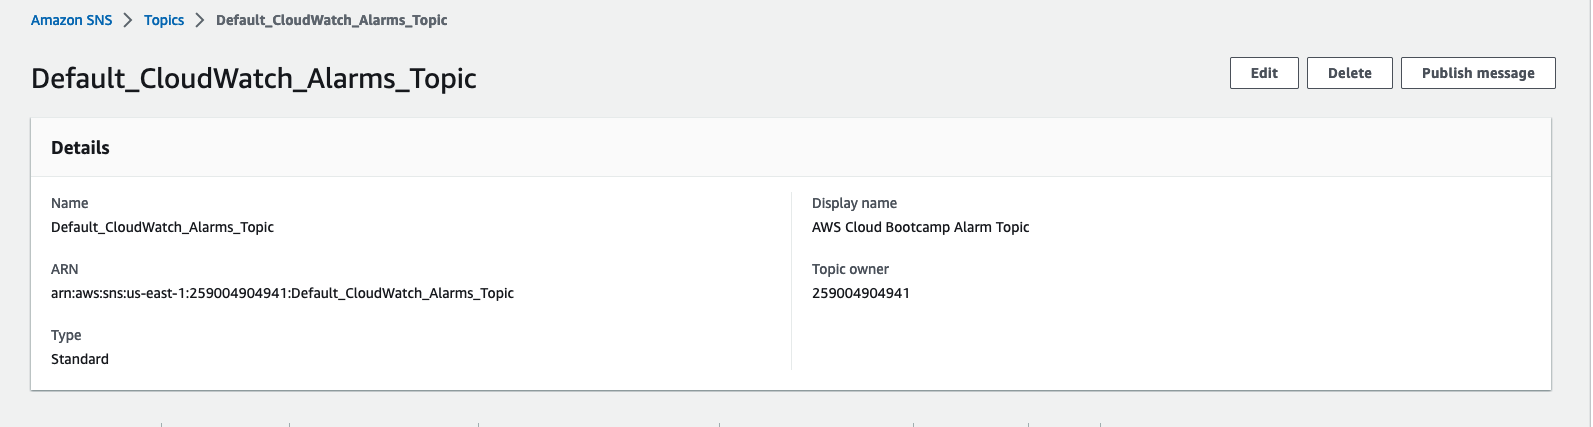 Amazon SNS > Topics > Default_CloudWatch_Alarms_Topic
Default_CloudWatch_Alarms_Topic
Edit
Delete
Publish message
Details
Name
Default_CloudWatch_Alarms_Topic
ARN
arn:aws:sns:us-east-1:259004904941:Default_CloudWatch_Alarms_Topic
Type
Standard
Display name
AWS Cloud Bootcamp Alarm Topic
Topic owner
259004904941